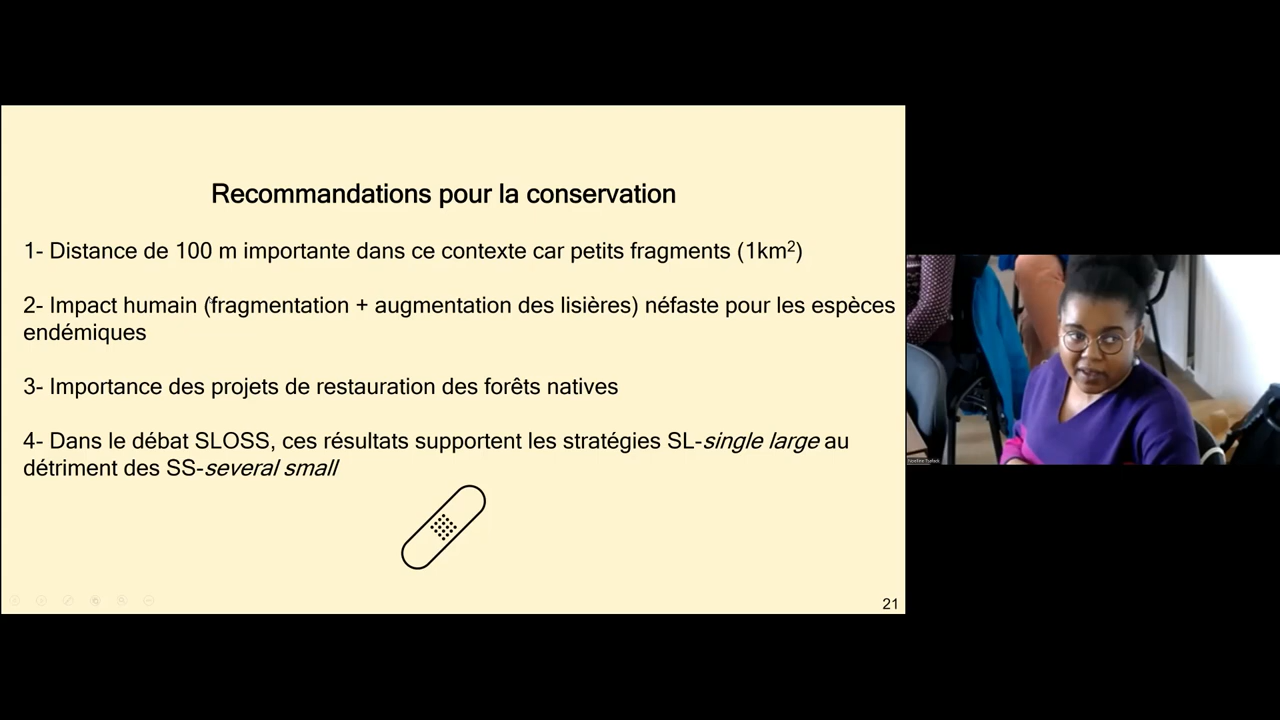 Recommandations pour la conservation
1- Distance de 100 m importante dans ce contexte car petits fragments (1km²)
2- Impact humain (fragmentation + augmentation des lisières) néfaste pour les espèces
endémiques
3- Importance des projets de restauration des forêts natives
4- Dans le débat SLOSS, ces résultats supportent les stratégies SL-single large au
détriment des SS-several small
21